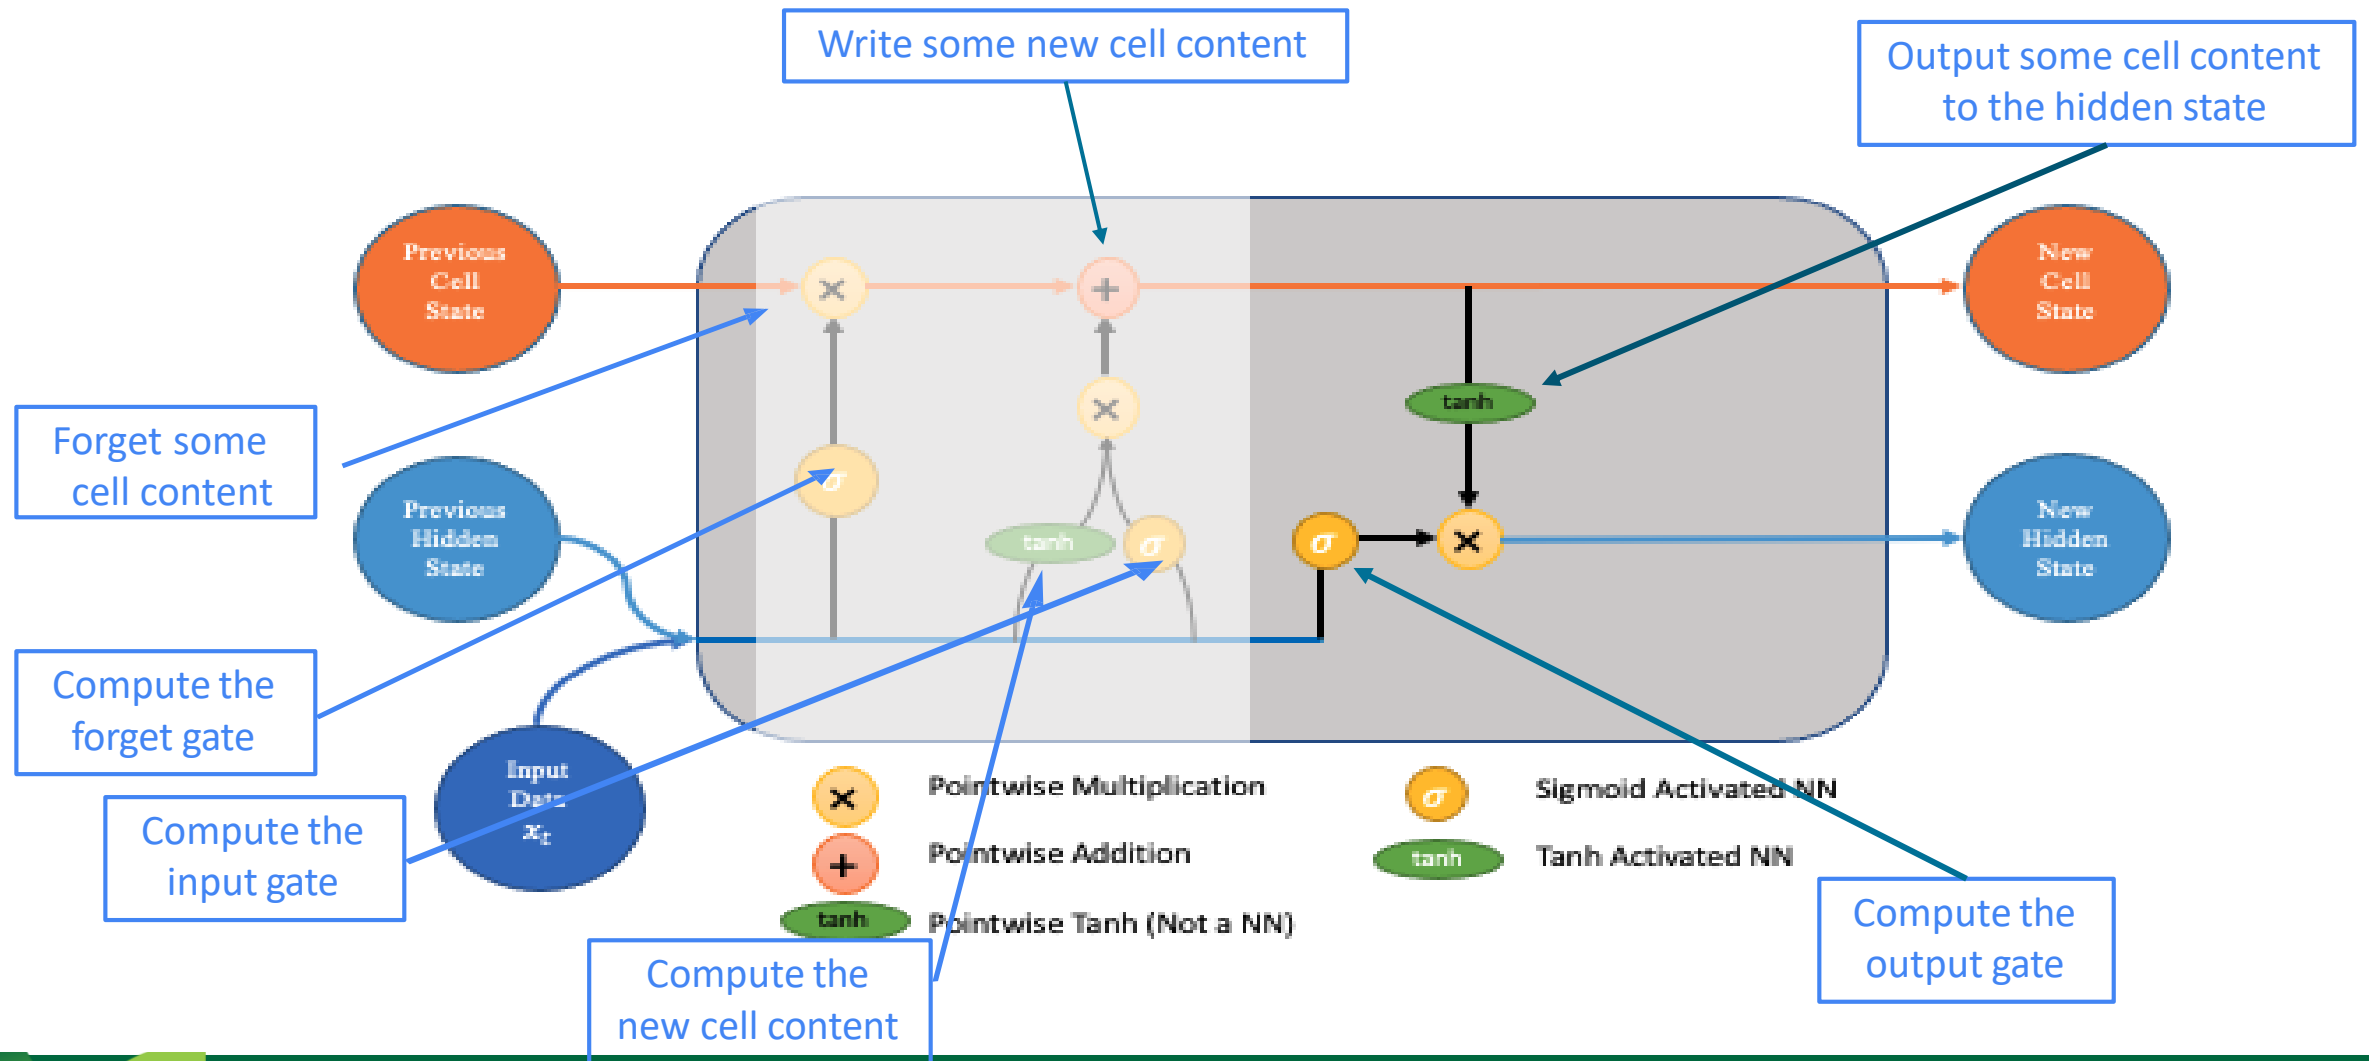 Write some new cell content
Output some cell content
to the hidden state
Previous
Cell
State
×
+
New
Cell
State
tanh
×
Forget some
cell content
σ
Previous
Hidden
State
tanh
σ
σ
×
New
Hidden
State
Compute the
forget gate
Input
Data
xt
Compute the
input gate
× Pointwise Multiplication
σ Sigmoid Activated NN
+ Pointwise Addition
tanh Tanh Activated NN
tanh Pointwise Tanh (Not a NN)
Compute the
output gate
Compute the
new cell content